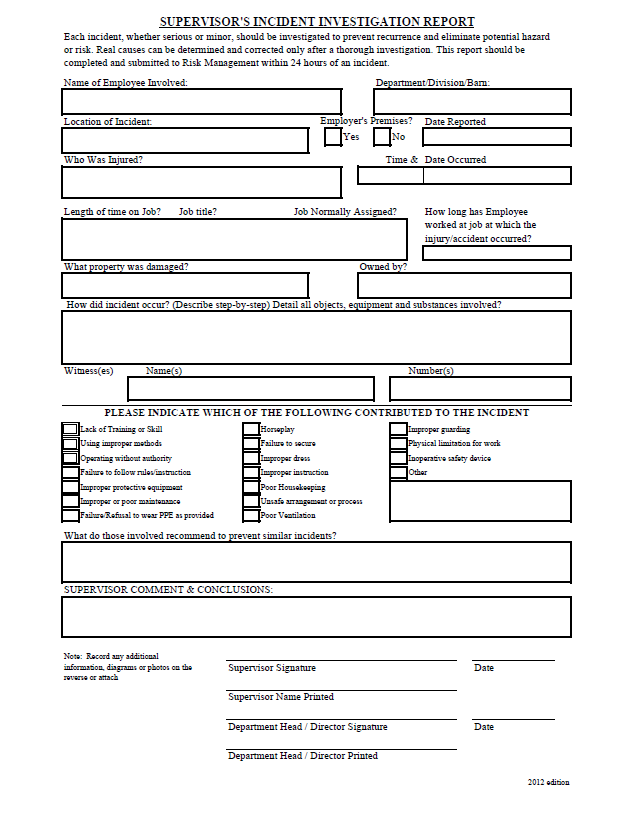 SUPERVISOR'S INCIDENT INVESTIGATION REPORT
Each incident, whether serious or minor, should be investigated to prevent recurrence and eliminate potential hazard
or risk. Real causes can be determined and corrected only after a thorough investigation. This report should be
completed and submitted to Risk Management within 24 hours of an incident.
Name of Employee Involved: Department/Division/Barn:
Location of Incident: Employer's Premises? Date Reported
Yes No
Who Was Injured? Time & Date Occurred
Length of time on Job? Job title? Job Normally Assigned? How long has Employee
worked at job at which the
injury/accident occurred?
What property was damaged? Owned by?
How did incident occur? (Describe step-by-step) Detail all objects, equipment and substances involved?
Witness(es) Name(s) Number(s)
PLEASE INDICATE WHICH OF THE FOLLOWING CONTRIBUTED TO THE INCIDENT
Lack of Training or Skill Horseplay Improper guarding
Using improper methods Failure to secure Physical limitation for work
Operating without authority Improper dress Inoperative safety device
Failure to follow rules/instruction Improper instruction Other
Improper protective equipment Poor Housekeeping
Improper or poor maintenance Unsafe arrangement or process
Failure/Refusal to wear PPE as provided Poor Ventilation
What do those involved recommend to prevent similar incidents?
SUPERVISOR COMMENT & CONCLUSIONS:
Note: Record any additional
information, diagrams or photos on the
reverse or attach
Supervisor Signature Date
Supervisor Name Printed
Department Head / Director Signature Date
Department Head / Director Printed
2012 edition